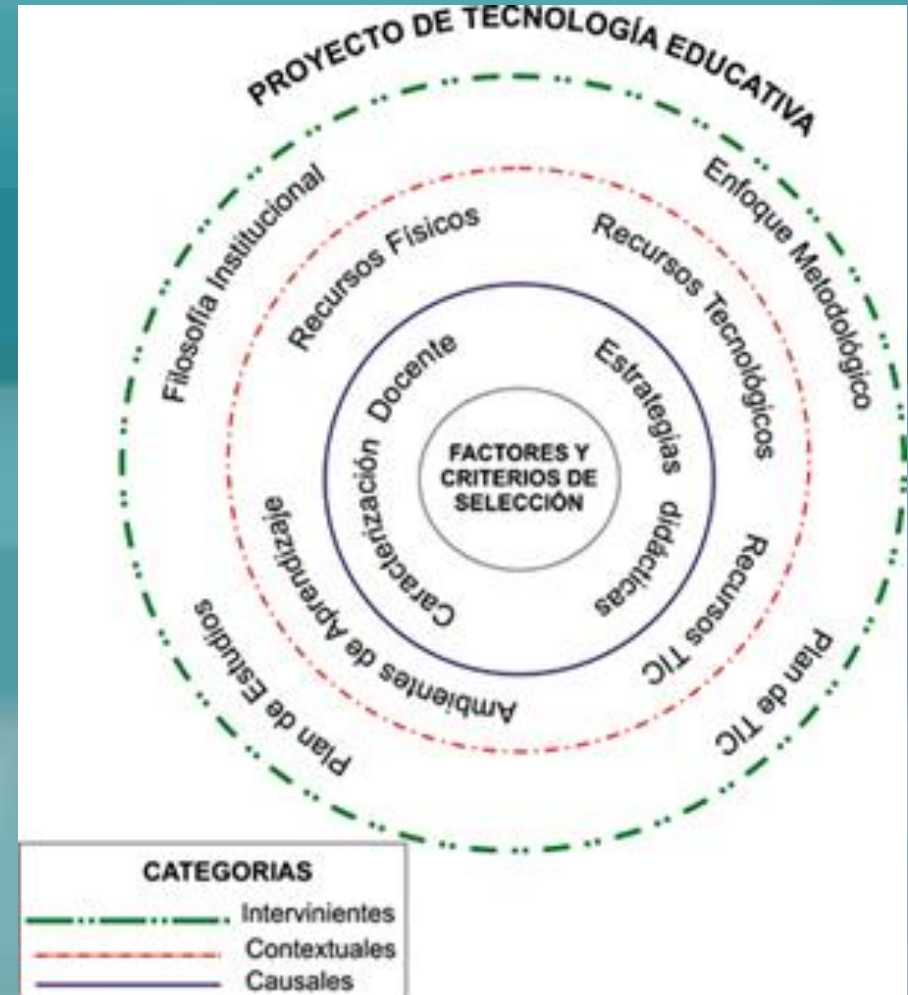 PROYECTO DE TECNOLOGÍA EDUCATIVA
Filosofía Institucional
Enfoque Metodológico
Recursos Físicos
Recursos Tecnológicos
Caracterización Docente
Estrategias didácticas
FACTORES Y
CRITERIOS DE
SELECCIÓN
Ambientes de Aprendizaje
Recursos TIC
Plan de Estudios
Plan de TIC
CATEGORIAS
Intervinientes
Contextuales
Causales